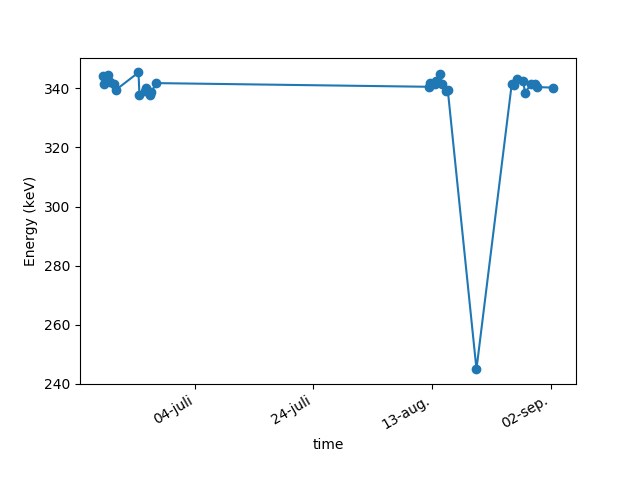 340
320
300
280
260
240
Energy (keV)
04-juli
24-juli
13-aug.
02-sep.
time